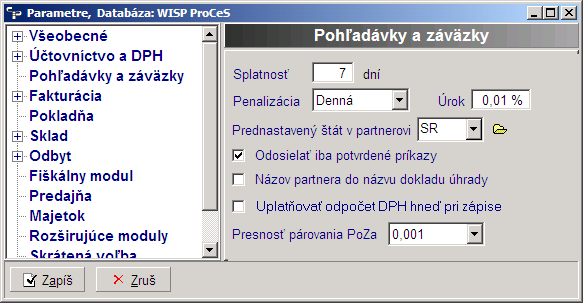 Parametre, Databáza: WISP ProCeS
Všeobecné
Účtovníctvo a DPH
Pohľadávky a záväzky
Fakturácia
Pokladňa
Sklad
Odbyt
Fiškálny modul
Predajňa
Majetok
Rozširujúce moduly
Skrátená voľba
Pohľadávky a záväzky
Splatnosť 7 dní
Penalizácia Denná Úrok 0,01 %
Prednastavený štát v partnerovi SR
Odosielať iba potvrdené príkazy
Názov partnera do názvu dokladu úhrady
Uplatňovať odpočet DPH hneď pri zápise
Presnosť párovania PoZa 0,001
Zapíš Zruš